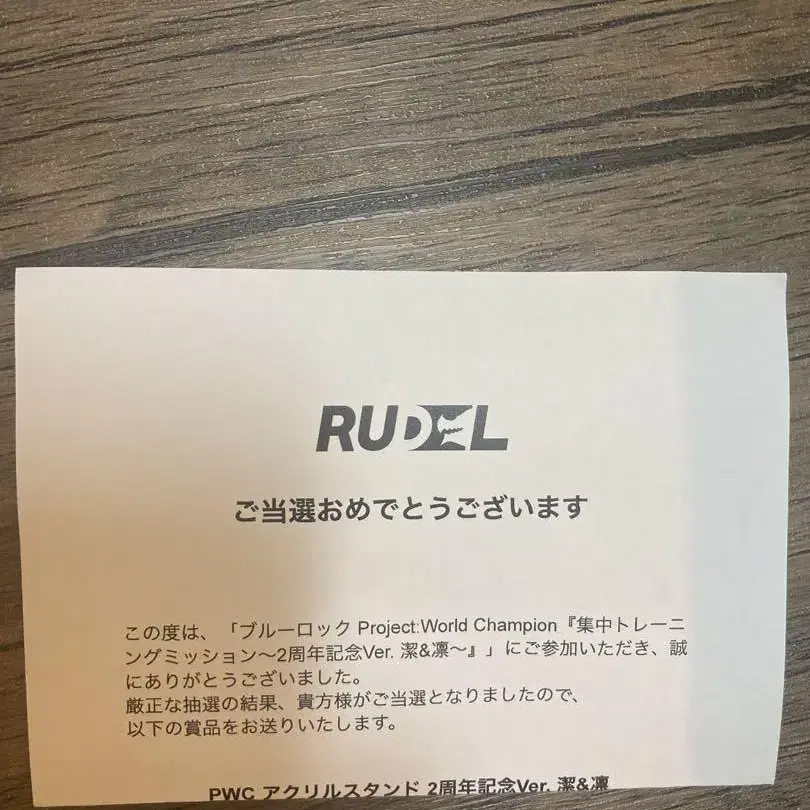 RUDEL
ご当選おめでとうございます
この度は、「ブルーロック Project:World Champion『集中トレーニ
ングミッション〜2周年記念Ver. 潔&凛〜』」にご参加いただき、誠
にありがとうございました。
厳正な抽選の結果、貴方様がご当選となりましたので、
以下の賞品をお送りいたします。
PWC アクリルスタンド 2周年記念Ver. 潔&凛